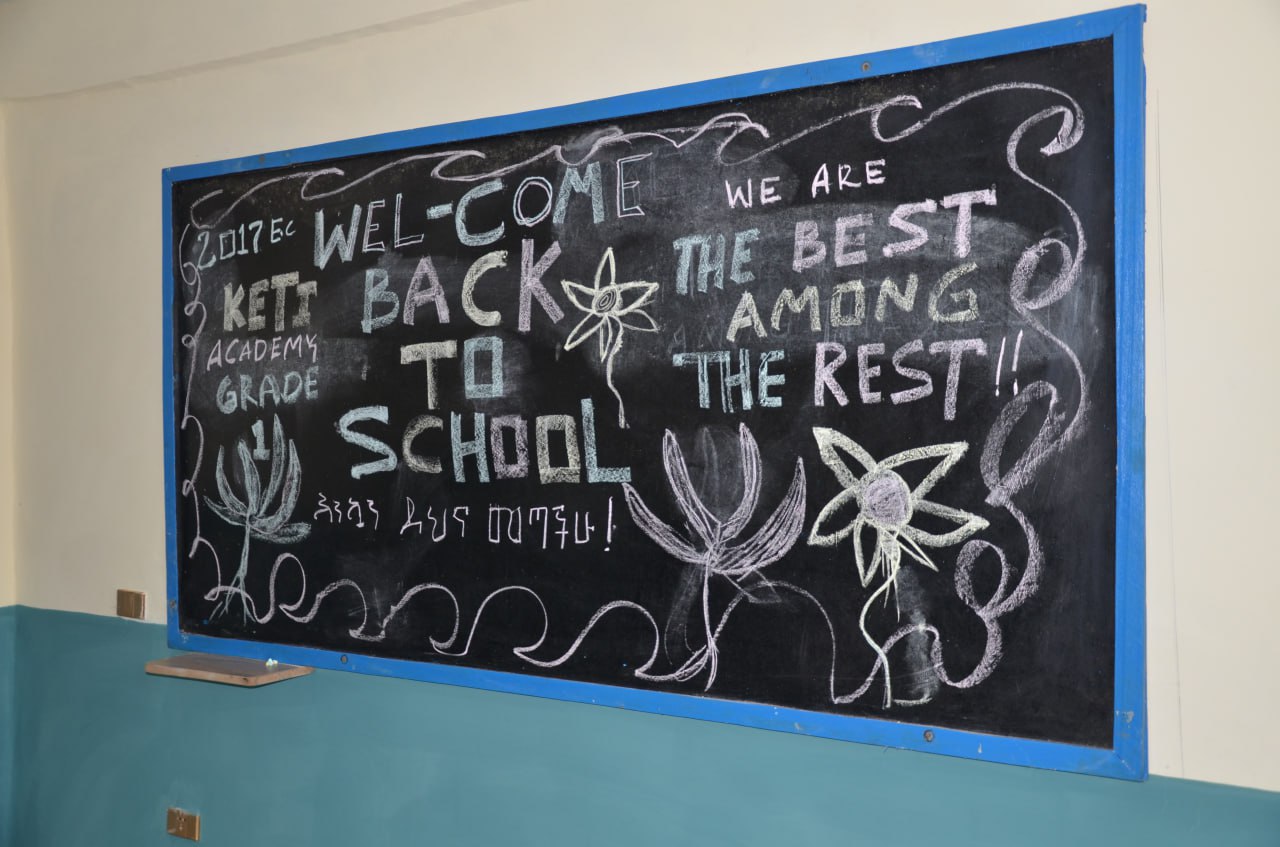 2017 E.C
KETI
ACADEMY
GRADE
1
WEL-COME
BACK
TO
SCHOOL
እንኳን ደህና መጣችሁ!
WE ARE
THE BEST
AMONG
THE REST!!